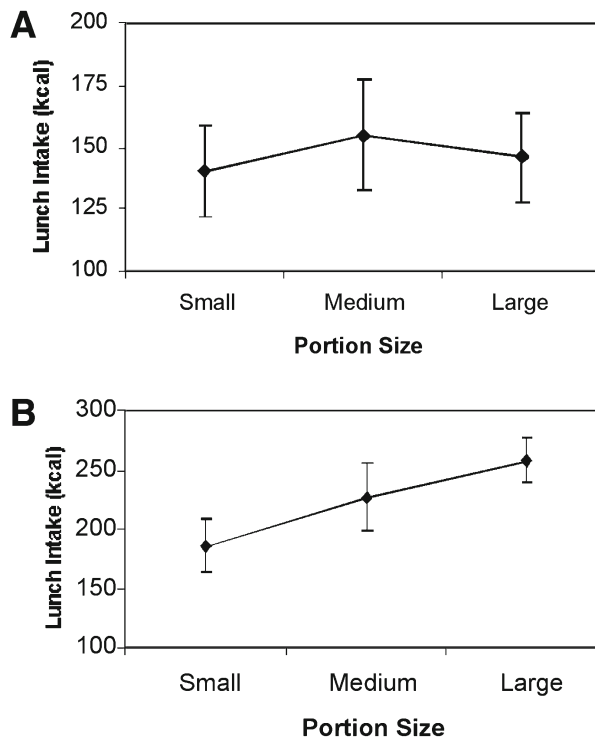 A
Lunch Intake (kcal)
200
175
150
125
100
Small Medium Large
Portion Size
B
Lunch Intake (kcal)
300
250
200
150
100
Small Medium Large
Portion Size